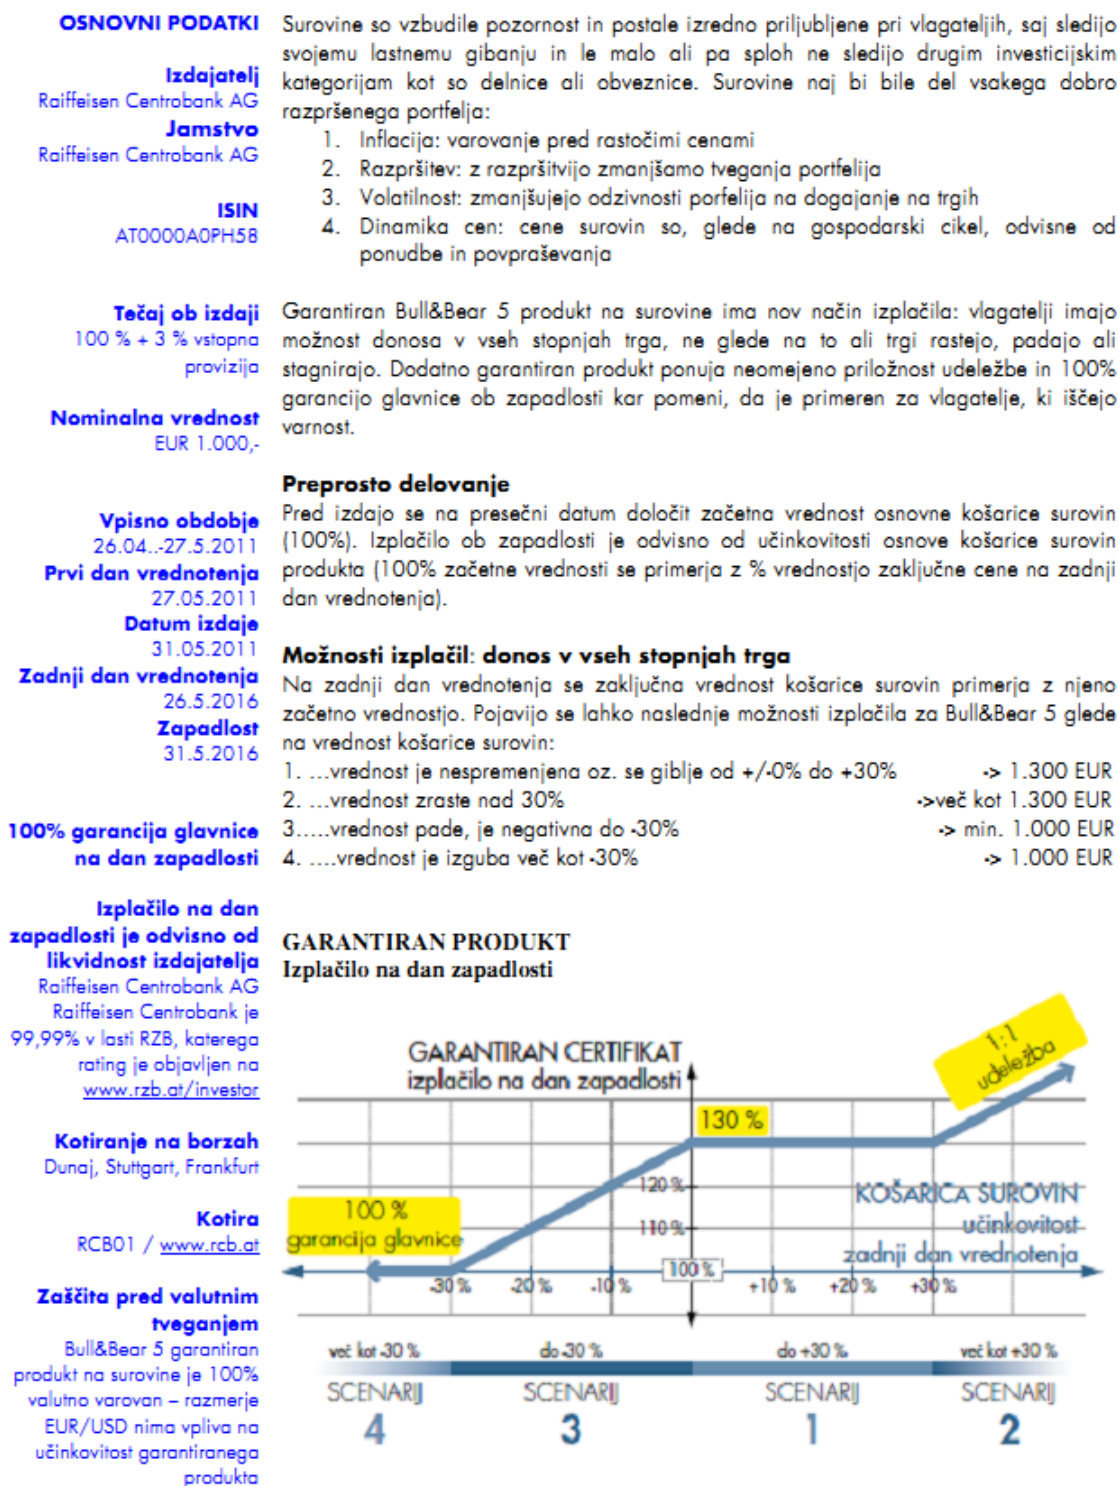 OSNOVNI PODATKI
Izdajatelj
Raiffeisen Centrobank AG
Jamstvo
Raiffeisen Centrobank AG
ISIN
AT0000A0PH58
Tečaj ob izdaji
100 % + 3 % vstopna
provizija
Nominalna vrednost
EUR 1.000,-
Vpisno obdobje
26.04..-27.5.2011
Prvi dan vrednotenja
27.05.2011
Datum izdaje
31.05.2011
Zadnji dan vrednotenja
26.5.2016
Zapadlost
31.5.2016
100% garancija glavnice
na dan zapadlosti
Izplačilo na dan
zapadlosti je odvisno od
likvidnost izdajatelja
Raiffeisen Centrobank AG
Raiffeisen Centrobank je
99,99% v lasti RZB, katerega
rating je objavljen na
www.rzb.at/investor
Kotiranje na borzah
Dunaj, Stuttgart, Frankfurt
Kotira
RCB01 / www.rcb.at
Zaščita pred valutnim
tveganjem
Bull&Bear 5 garantiran
produkt na surovine je 100%
valutno varovan – razmerje
EUR/USD nima vpliva na
učinkovitost garantiranega
produkta
Surovine so vzbudile pozornost in postale izredno priljubljene pri vlagateljih, saj sledijo
svojemu lastnemu gibanju in le malo ali pa sploh ne sledijo drugim investicijskim
kategorijam kot so delnice ali obveznice. Surovine naj bi bile del vsakega dobro
razpršenega portfelja:
1. Inflacija: varovanje pred rastočimi cenami
2. Razpršitev: z razpršitvijo zmanjšamo tveganja portfelija
3. Volatilnost: zmanjšujejo odzivnosti porfelija na dogajanje na trgih
4. Dinamika cen: cene surovin so, glede na gospodarski cikel, odvisne od
ponudbe in povpraševanja
Garantiran Bull&Bear 5 produkt na surovine ima nov način izplačila: vlagatelji imajo
možnost donosa v vseh stopnjah trga, ne glede na to ali trgi rastejo, padajo ali
stagnirajo. Dodatno garantiran produkt ponuja neomejeno priložnost udeležbe in 100%
garancijo glavnice ob zapadlosti kar pomeni, da je primeren za vlagatelje, ki iščejo
varnost.
Preprosto delovanje
Pred izdajo se na presečni datum določit začetna vrednost osnovne košarice surovin
(100%). Izplačilo ob zapadlosti je odvisno od učinkovitosti osnove košarice surovin
produkta (100% začetne vrednosti se primerja z % vrednostjo zaključne cene na zadnji
dan vrednotenja).
Možnosti izplačil: donos v vseh stopnjah trga
Na zadnji dan vrednotenja se zaključna vrednost košarice surovin primerja z njeno
začetno vrednostjo. Pojavijo se lahko naslednje možnosti izplačila za Bull&Bear 5 glede
na vrednost košarice surovin:
1. ...vrednost je nespremenjena oz. se giblje od +/-0% do +30% -> 1.300 EUR
2. ...vrednost zraste nad 30% ->več kot 1.300 EUR
3.....vrednost pade, je negativna do -30% -> min. 1.000 EUR
4. ....vrednost je izguba več kot -30% -> 1.000 EUR
GARANTIRAN PRODUKT
Izplačilo na dan zapadlosti
GARANTIRAN CERTIFIKAT
izplačilo na dan zapadlosti
1:1
udeležba
130 %
120 %
110 %
100 %
100 %
garancija glavnice
KOŠARICA SUROVIN
učinkovitost
zadnji dan vrednotenja
-30 % -20 % -10 % +10 % +20 % +30 %
več kot -30 % do -30 % do +30 % več kot +30 %
SCENARIJ SCENARIJ SCENARIJ SCENARIJ
4 3 1 2